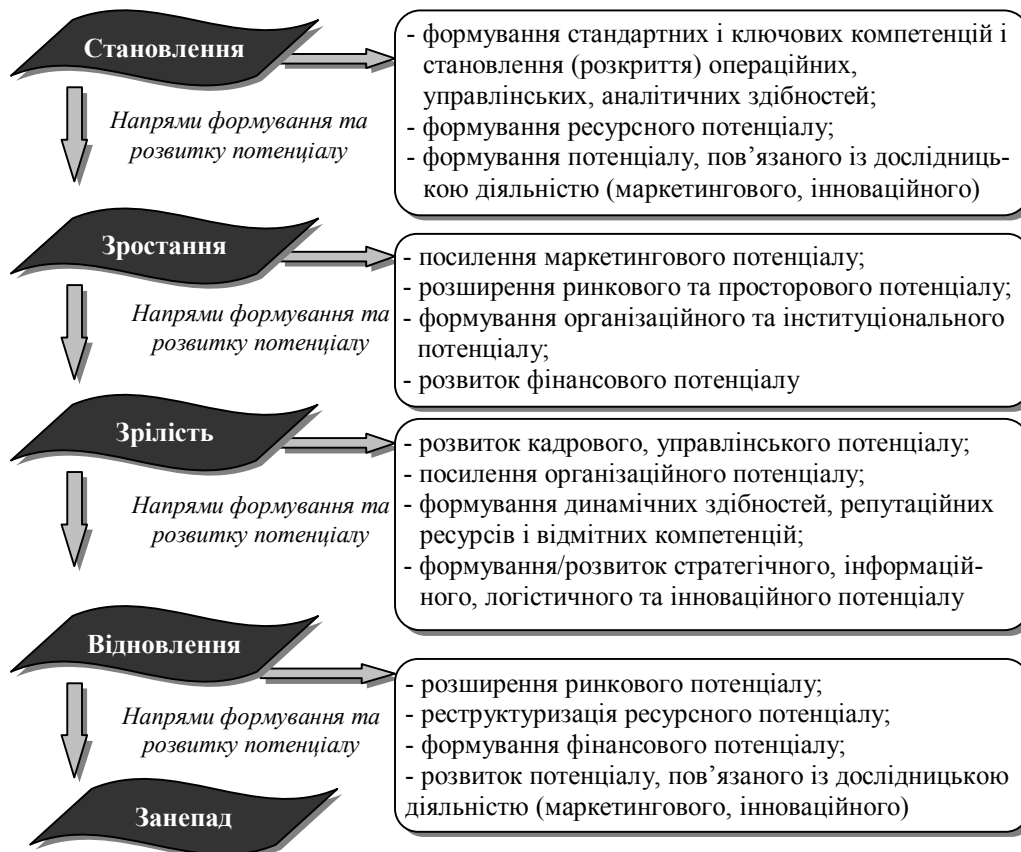 Становлення
- формування стандартних і ключових компетенцій і
становлення (розкриття) операційних,
управлінських, аналітичних здібностей;
- формування ресурсного потенціалу;
- формування потенціалу, пов’язаного із дослідниць-
кою діяльністю (маркетингового, інноваційного)
Напрями формування та
розвитку потенціалу
Зростання
- посилення маркетингового потенціалу;
- розширення ринкового та просторового потенціалу;
- формування організаційного та інституціонального
потенціалу;
- розвиток фінансового потенціалу
Напрями формування та
розвитку потенціалу
Зрілість
- розвиток кадрового, управлінського потенціалу;
- посилення організаційного потенціалу;
- формування динамічних здібностей, репутаційних
ресурсів і відмітних компетенцій;
- формування/розвиток стратегічного, інформацій-
ного, логістичного та інноваційного потенціалу
Напрями формування та
розвитку потенціалу
Відновлення
- розширення ринкового потенціалу;
- реструктуризація ресурсного потенціалу;
- формування фінансового потенціалу;
- розвиток потенціалу, пов’язаного із дослідницькою
діяльністю (маркетингового, інноваційного)
Напрями формування та
розвитку потенціалу
Занепад